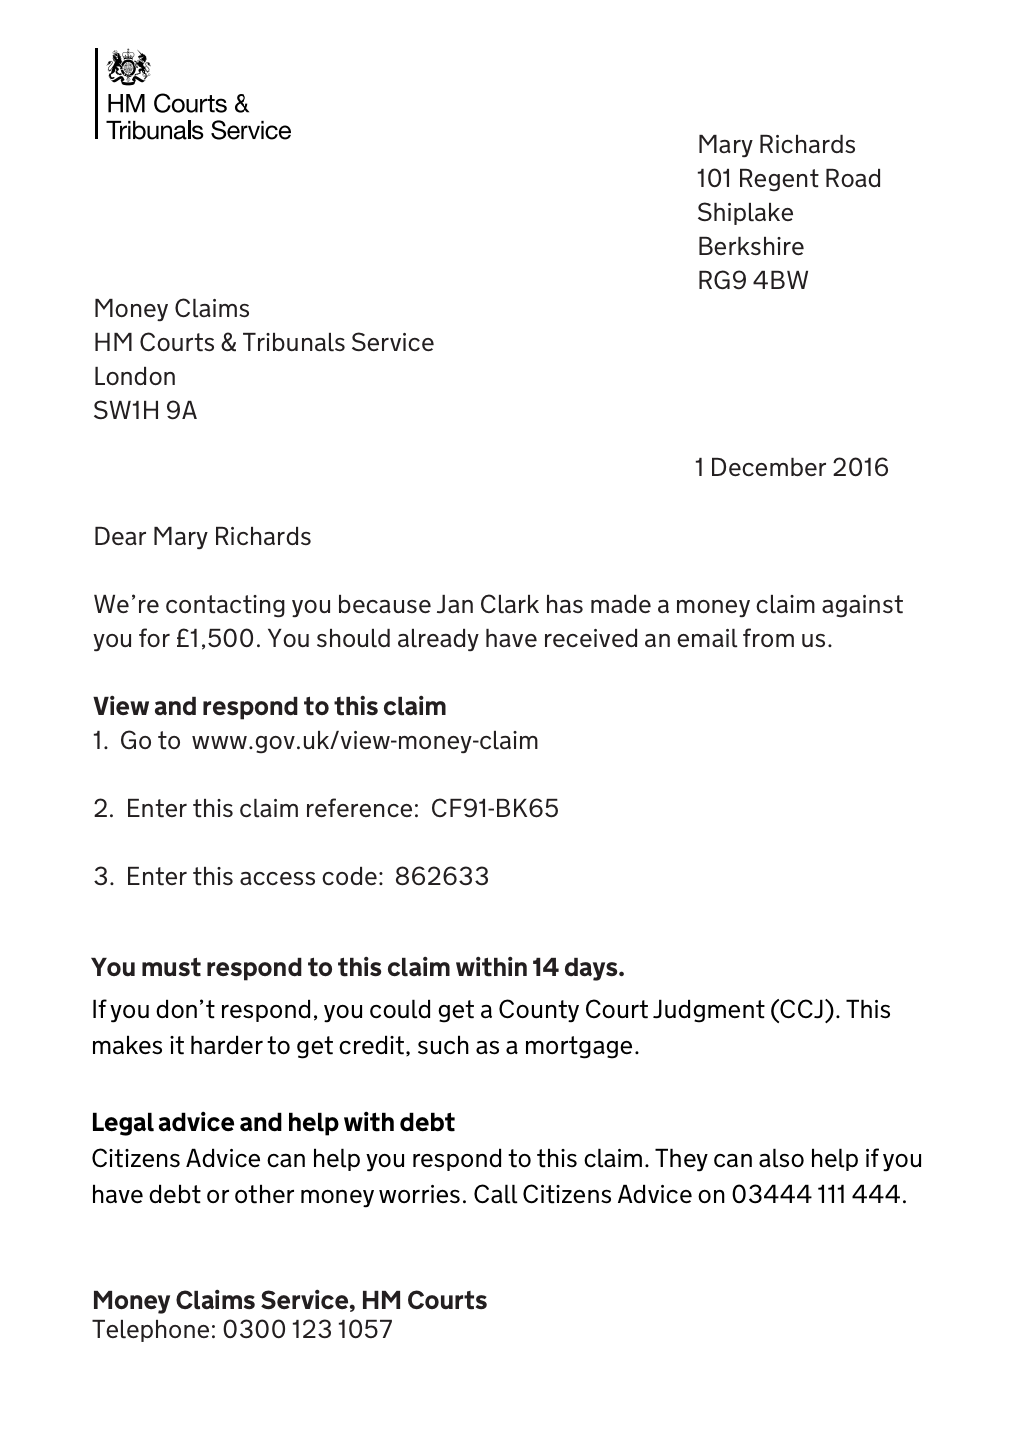 HM Courts &
Tribunals Service
Mary Richards
101 Regent Road
Shiplake
Berkshire
RG9 4BW
Money Claims
HM Courts & Tribunals Service
London
SW1H 9A
1 December 2016
Dear Mary Richards
We’re contacting you because Jan Clark has made a money claim against
you for £1,500. You should already have received an email from us.
View and respond to this claim
1. Go to www.gov.uk/view-money-claim
2. Enter this claim reference: CF91-BK65
3. Enter this access code: 862633
You must respond to this claim within 14 days.
If you don’t respond, you could get a County Court Judgment (CCJ). This
makes it harder to get credit, such as a mortgage.
Legal advice and help with debt
Citizens Advice can help you respond to this claim. They can also help if you
have debt or other money worries. Call Citizens Advice on 03444 111 444.
Money Claims Service, HM Courts
Telephone: 0300 123 1057